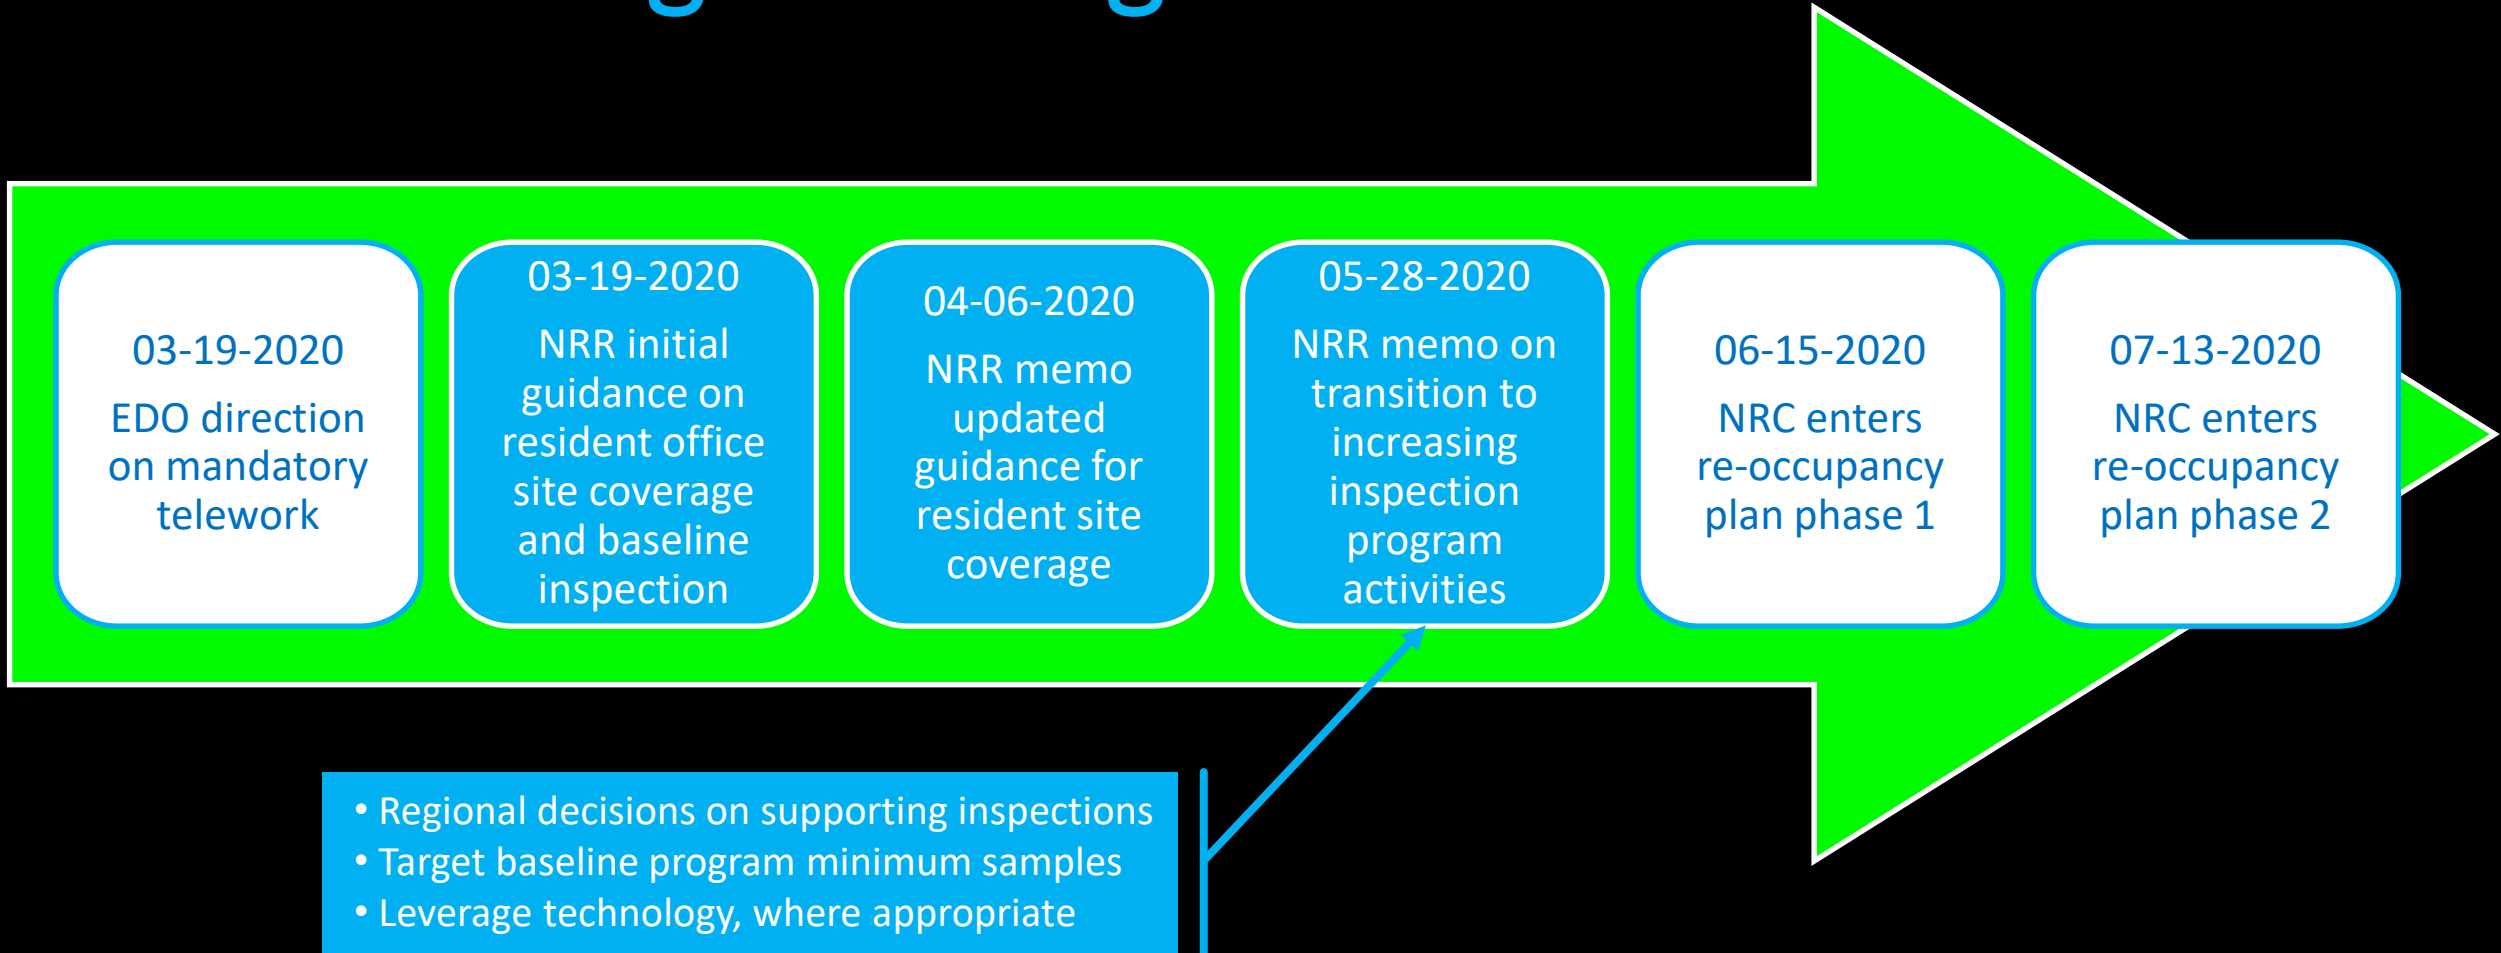 03-19-2020
EDO direction
on mandatory
telework
03-19-2020
NRR initial
guidance on
resident office
site coverage
and baseline
inspection
04-06-2020
NRR memo
updated
guidance for
resident site
coverage
05-28-2020
NRR memo on
transition to
increasing
inspection
program
activities
06-15-2020
NRC enters
re-occupancy
plan phase 1
07-13-2020
NRC enters
re-occupancy
plan phase 2
• Regional decisions on supporting inspections
• Target baseline program minimum samples
• Leverage technology, where appropriate